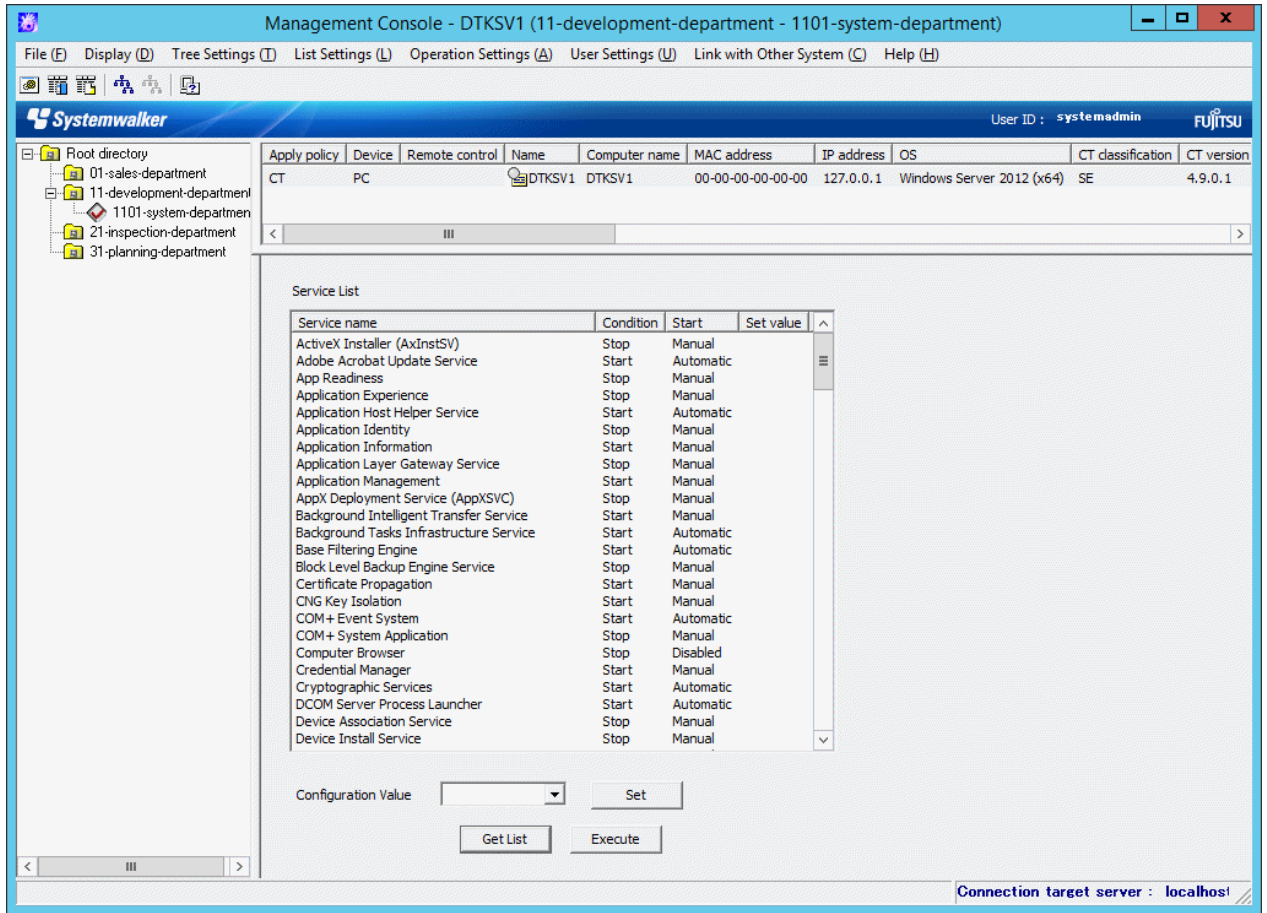 Management Console - DTKSV1 (11-development-department - 1101-system-department)
File (F) Display (D) Tree Settings (T) List Settings (L) Operation Settings (A) User Settings (U) Link with Other System (C) Help (H)
Systemwalker User ID : systemadmin FUJITSU
Root directory
01-sales-department
11-development-department
1101-system-departmen
21-inspection-department
31-planning-department
Apply policy Device Remote control Name Computer name MAC address IP address OS CT classification CT version
CT PC DTKSV1 DTKSV1 00-00-00-00-00-00 127.0.0.1 Windows Server 2012 (x64) SE 4.9.0.1
Service List
Service name Condition Start Set value
ActiveX Installer (AxInstSV) Stop Manual
Adobe Acrobat Update Service Start Automatic
App Readiness Stop Manual
Application Experience Stop Manual
Application Host Helper Service Start Automatic
Application Identity Stop Manual
Application Information Start Manual
Application Layer Gateway Service Stop Manual
Application Management Start Manual
AppX Deployment Service (AppXSVC) Stop Manual
Background Intelligent Transfer Service Start Manual
Background Tasks Infrastructure Service Start Automatic
Base Filtering Engine Start Automatic
Block Level Backup Engine Service Stop Manual
Certificate Propagation Start Manual
CNG Key Isolation Start Manual
COM+ Event System Start Automatic
COM+ System Application Stop Manual
Computer Browser Stop Disabled
Credential Manager Start Manual
Cryptographic Services Start Automatic
DCOM Server Process Launcher Start Automatic
Device Association Service Stop Manual
Device Install Service Stop Manual
Configuration Value Set
Get List Execute
Connection target server : localhost